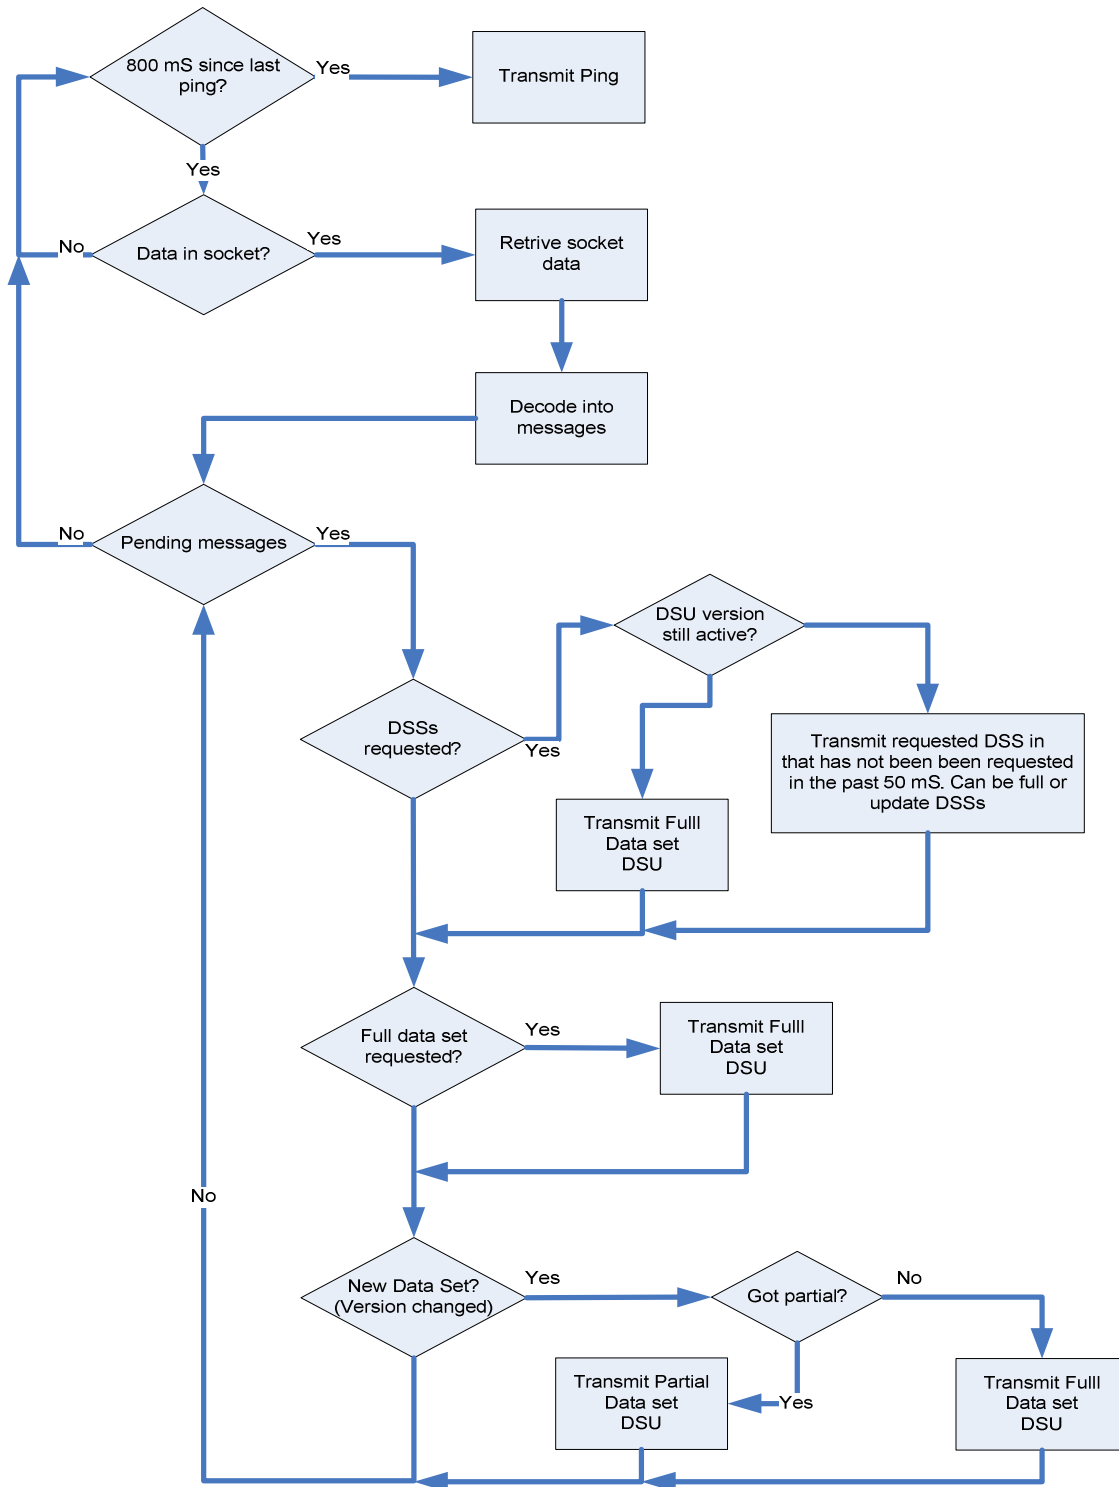 800 mS since last
ping?
Yes
Transmit Ping
Yes
No
Data in socket?
Yes
Retrive socket
data
Decode into
messages
No
Pending messages
Yes
DSU version
still active?
DSSs
requested?
Yes
Transmit requested DSS in
that has not been been requested
in the past 50 mS. Can be full or
update DSSs
Transmit Fulll
Data set
DSU
Full data set
requested?
Yes
Transmit Fulll
Data set
DSU
No
New Data Set?
(Version changed)
Yes
Got partial?
No
Yes
Transmit Partial
Data set
DSU
Transmit Fulll
Data set
DSU